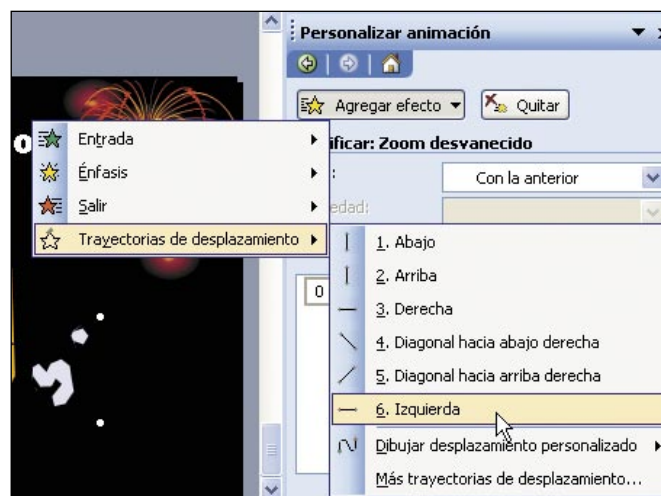 Personalizar animación
Agregar efecto
Quitar
ificar: Zoom desvanecido
Entrada
Énfasis
Salir
Trayectorias de desplazamiento
:
Con la anterior
edad:
0
1. Abajo
2. Arriba
3. Derecha
4. Diagonal hacia abajo derecha
5. Diagonal hacia arriba derecha
6. Izquierda
Dibujar desplazamiento personalizado
Más trayectorias de desplazamiento...